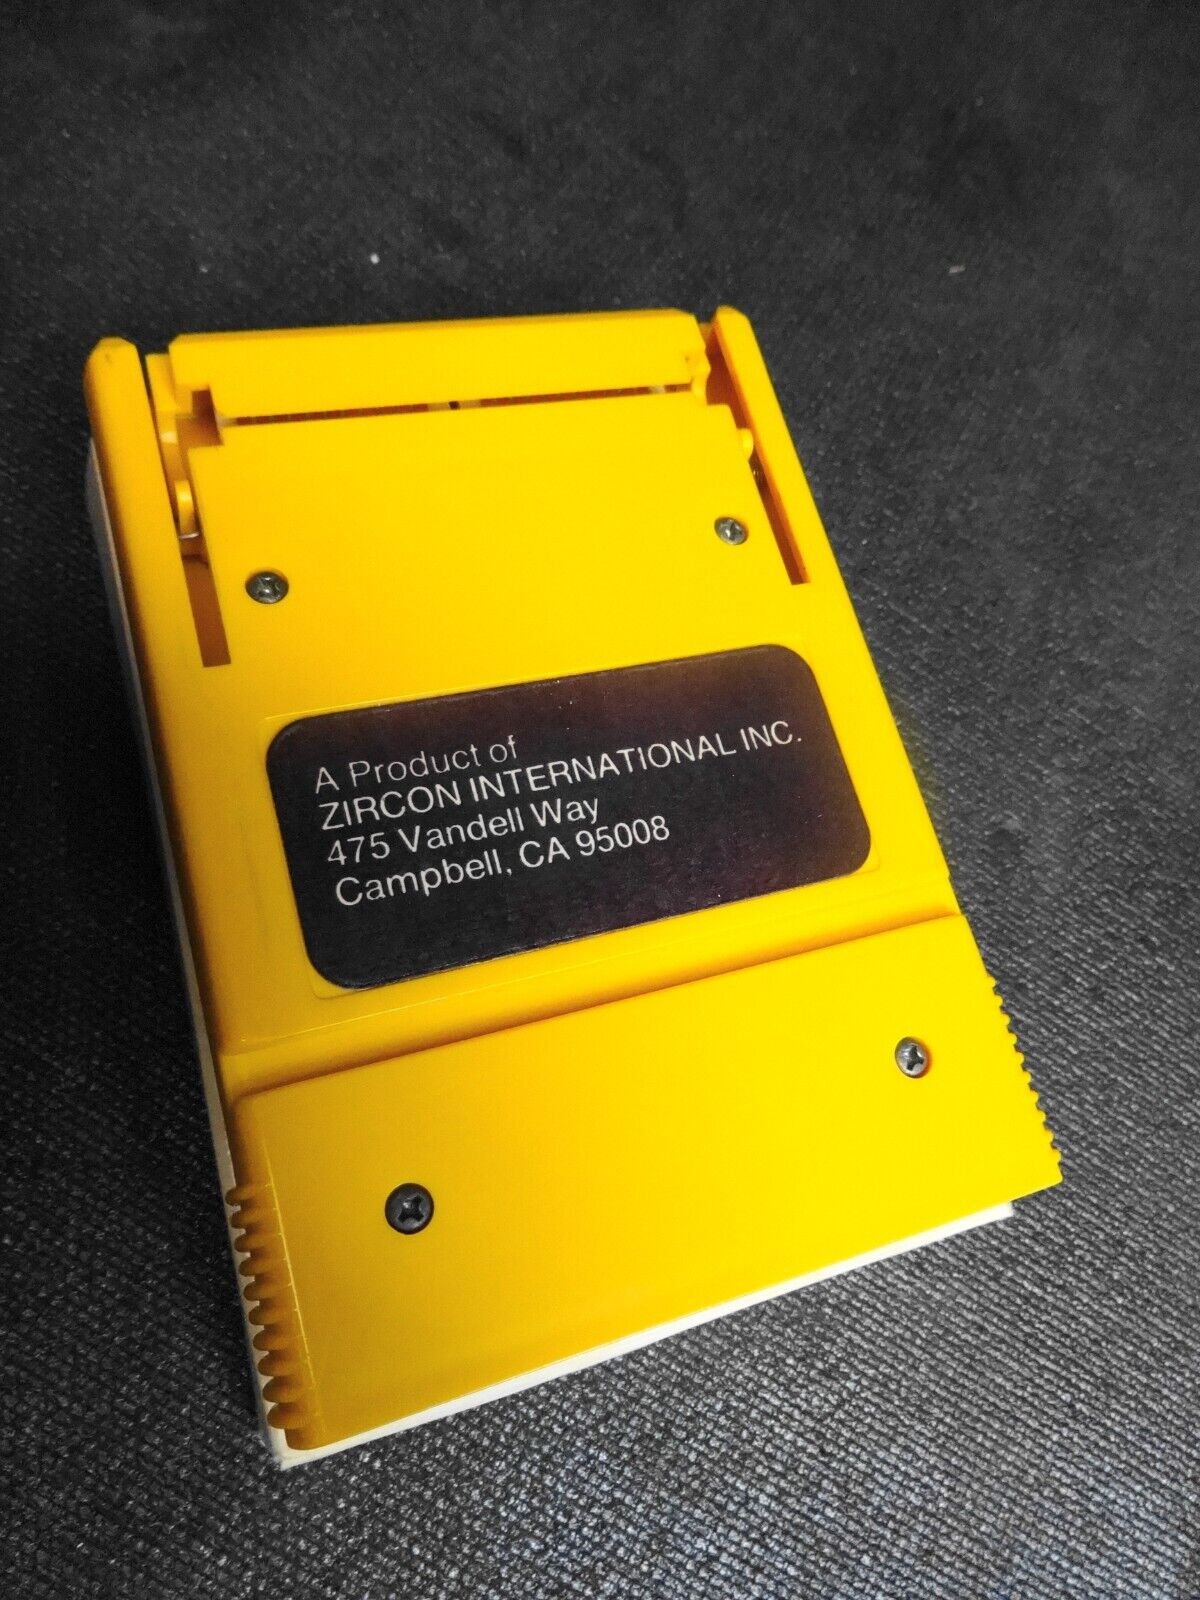 A Product of
ZIRCON INTERNATIONAL INC.
475 Vandell Way
Campbell, CA 95008